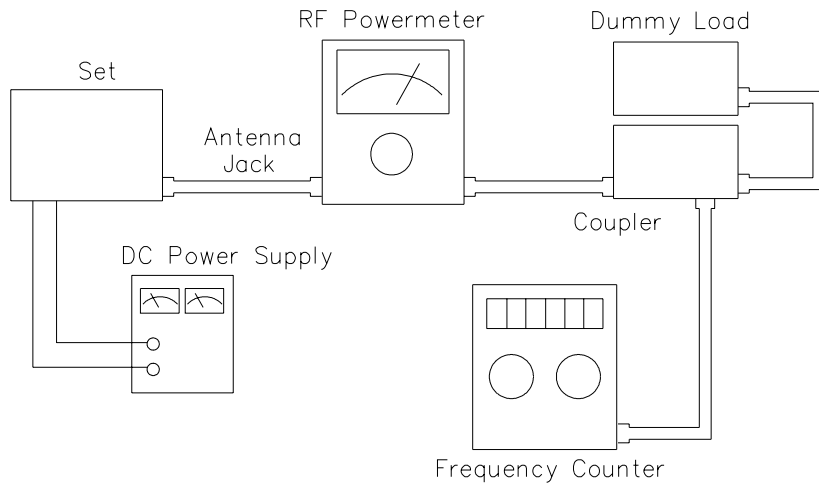 RF Powermeter
Dummy Load
Set
Antenna
Jack
Coupler
DC Power Supply
Frequency Counter